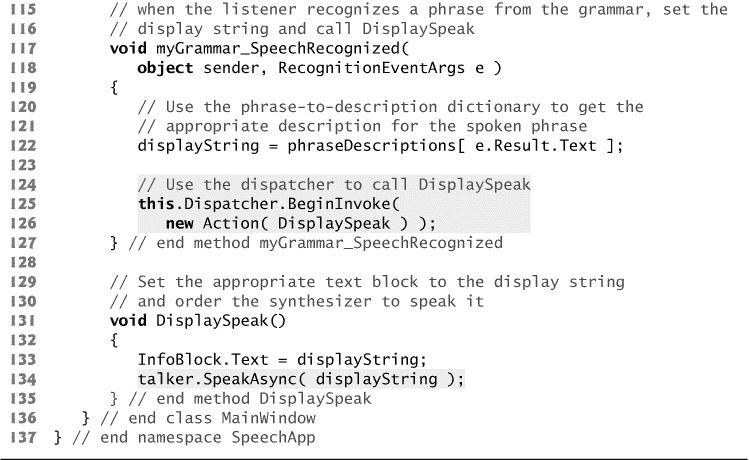 115 // when the listener recognizes a phrase from the grammar, set the
116 // display string and call DisplaySpeak
117 void myGrammar_SpeechRecognized(
118 object sender, RecognitionEventArgs e )
119 {
120 // Use the phrase-to-description dictionary to get the
121 // appropriate description for the spoken phrase
122 displayString = phraseDescriptions[ e.Result.Text ];
123
124 // Use the dispatcher to call DisplaySpeak
125 this.Dispatcher.BeginInvoke(
126 new Action( DisplaySpeak ) );
127 } // end method myGrammar_SpeechRecognized
128
129 // Set the appropriate text block to the display string
130 // and order the synthesizer to speak it
131 void DisplaySpeak()
132 {
133 InfoBlock.Text = displayString;
134 talker.SpeakAsync( displayString );
135 } // end method DisplaySpeak
136 } // end class MainWindow
137 } // end namespace SpeechApp